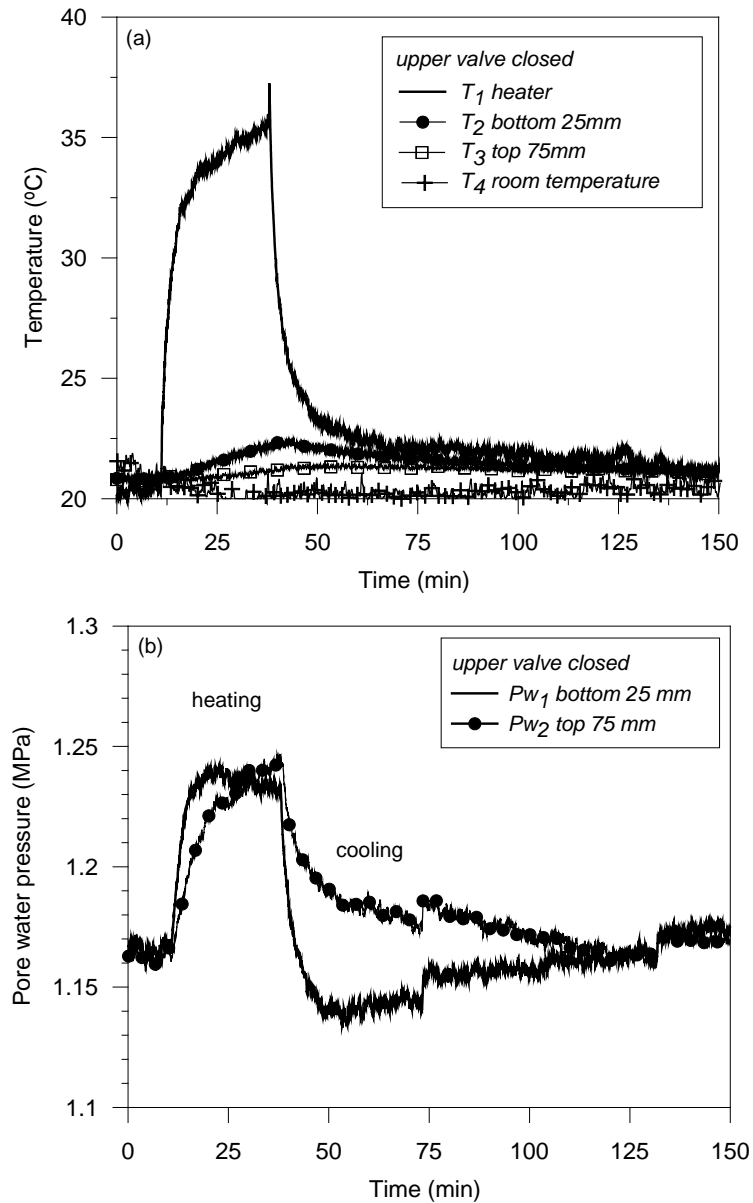 (a)
upper valve closed
T1 heater
T2 bottom 25mm
T3 top 75mm
T4 room temperature
Temperature (ºC)
40
35
30
25
20
0 25 50 75 100 125 150
Time (min)
(b)
upper valve closed
Pw1 bottom 25 mm
Pw2 top 75 mm
heating
cooling
Pore water pressure (MPa)
1.3
1.25
1.2
1.15
1.1
0 25 50 75 100 125 150
Time (min)